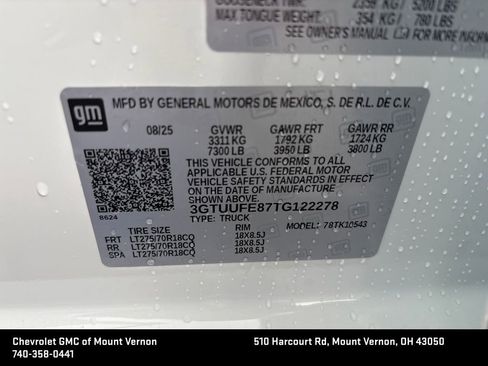 GOOSENECK TWR: 2359 KG / 5200 LBS
MAX TONGUE WEIGHT: 354 KG / 780 LBS
SEE OWNER'S MANUAL FOR MORE
gm
MFD BY GENERAL MOTORS DE MEXICO, S. DE R.L. DE C.V.
08/25 GVWR GAWR FRT GAWR RR
3311 KG 1792 KG 1724 KG
7300 LB 3950 LB 3800 LB
THIS VEHICLE CONFORMS TO ALL
APPLICABLE U.S. FEDERAL MOTOR
VEHICLE SAFETY STANDARDS IN EFFECT
ON THE DATE OF MANUFACTURE SHOWN ABOVE.
3GTUUFE87TG122278
8624 TYPE: TRUCK MODEL: 78TK10543
TIRE SIZE RIM
FRT LT275/70R18CQ 18X8.5J
RR LT275/70R18CQ 18X8.5J
SPA LT275/70R18CQ 18X8.5J
Chevrolet GMC of Mount Vernon 510 Harcourt Rd, Mount Vernon, OH 43050
740-358-0441